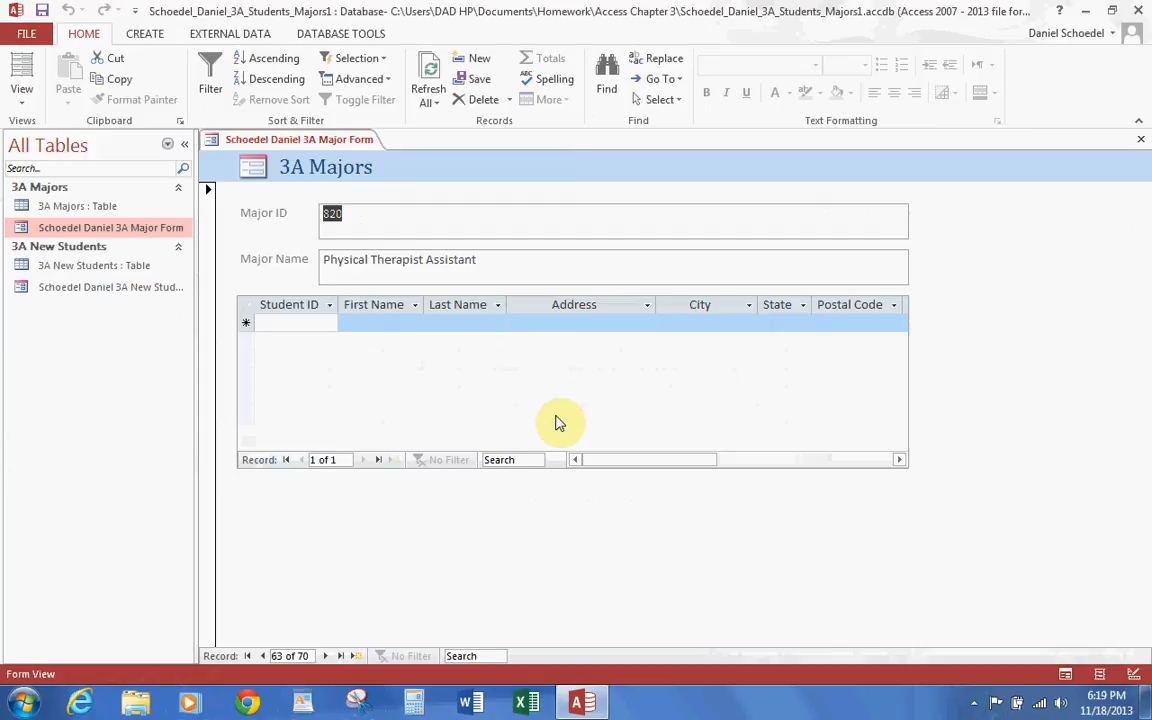 Schoedel_Daniel_3A_Students_Majors1 : Database- C:\Users\DAD HP\Documents\Homework\Access Chapter 3\Schoedel_Daniel_3A_Students_Majors1.accdb (Access 2007 - 2013 file for...
FILE HOME CREATE EXTERNAL DATA DATABASE TOOLS Daniel Schoedel
View Paste Cut Copy Format Painter Filter Ascending Descending Remove Sort Selection Advanced Toggle Filter Refresh All New Save Delete Totals Spelling More Find Replace Go To Select B I U A
Views Clipboard Sort & Filter Records Find Text Formatting
All Tables
Search...
3A Majors
3A Majors : Table
Schoedel Daniel 3A Major Form
3A New Students
3A New Students : Table
Schoedel Daniel 3A New Stud...
Schoedel Daniel 3A Major Form
3A Majors
Major ID 820
Major Name Physical Therapist Assistant
Student ID First Name Last Name Address City State Postal Code
Record: 1 of 1 No Filter Search
Record: 63 of 70 No Filter Search
Form View
6:19 PM
11/18/2013